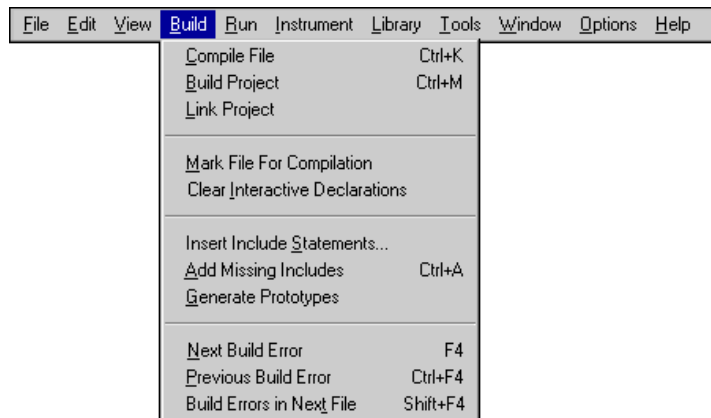 File Edit View Build Run Instrument Library Tools Window Options Help
Compile File Ctrl+K
Build Project Ctrl+M
Link Project
Mark File For Compilation
Clear Interactive Declarations
Insert Include Statements...
Add Missing Includes Ctrl+A
Generate Prototypes
Next Build Error F4
Previous Build Error Ctrl+F4
Build Errors in Next File Shift+F4